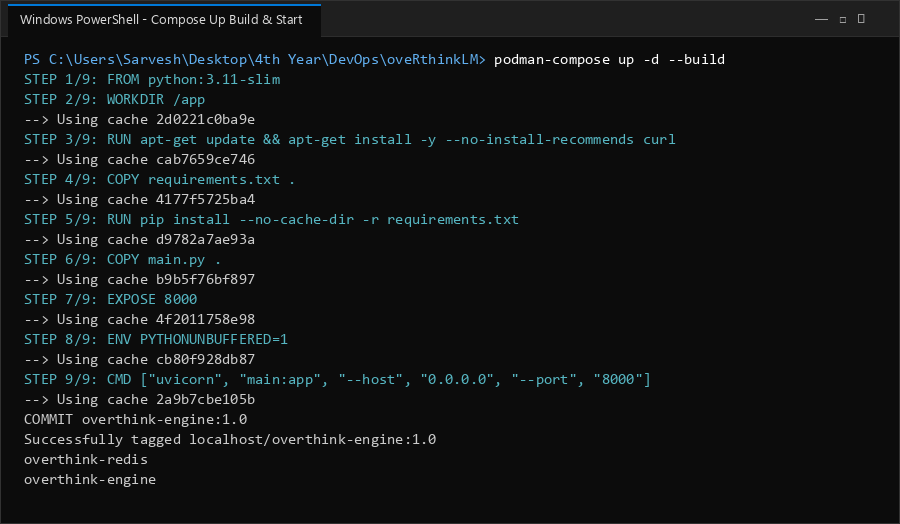 Windows PowerShell - Compose Up Build & Start
PS C:\Users\Sarvesh\Desktop\4th Year\DevOps\oveRthinkLM> podman-compose up -d --build
STEP 1/9: FROM python:3.11-slim
STEP 2/9: WORKDIR /app
--> Using cache 2d0221c0ba9e
STEP 3/9: RUN apt-get update && apt-get install -y --no-install-recommends curl
--> Using cache cab7659ce746
STEP 4/9: COPY requirements.txt .
--> Using cache 4177f5725ba4
STEP 5/9: RUN pip install --no-cache-dir -r requirements.txt
--> Using cache d9782a7ae93a
STEP 6/9: COPY main.py .
--> Using cache b9b5f76bf897
STEP 7/9: EXPOSE 8000
--> Using cache 4f2011758e98
STEP 8/9: ENV PYTHONUNBUFFERED=1
--> Using cache cb80f928db87
STEP 9/9: CMD ["uvicorn", "main:app", "--host", "0.0.0.0", "--port", "8000"]
--> Using cache 2a9b7cbe105b
COMMIT overthink-engine:1.0
Successfully tagged localhost/overthink-engine:1.0
overthink-redis
overthink-engine